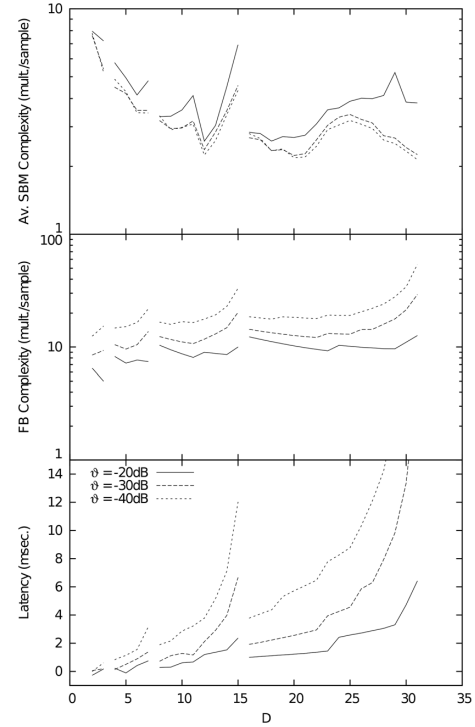 10
Av. SBM Complexity (mult./sample)
1
100
FB Complexity (mult./sample)
10
1
14
ϑ = -20dB
ϑ = -30dB
12
ϑ = -40dB
10
Latency (msec.)
8
6
4
2
0
0 5 10 15 20 25 30 35
D